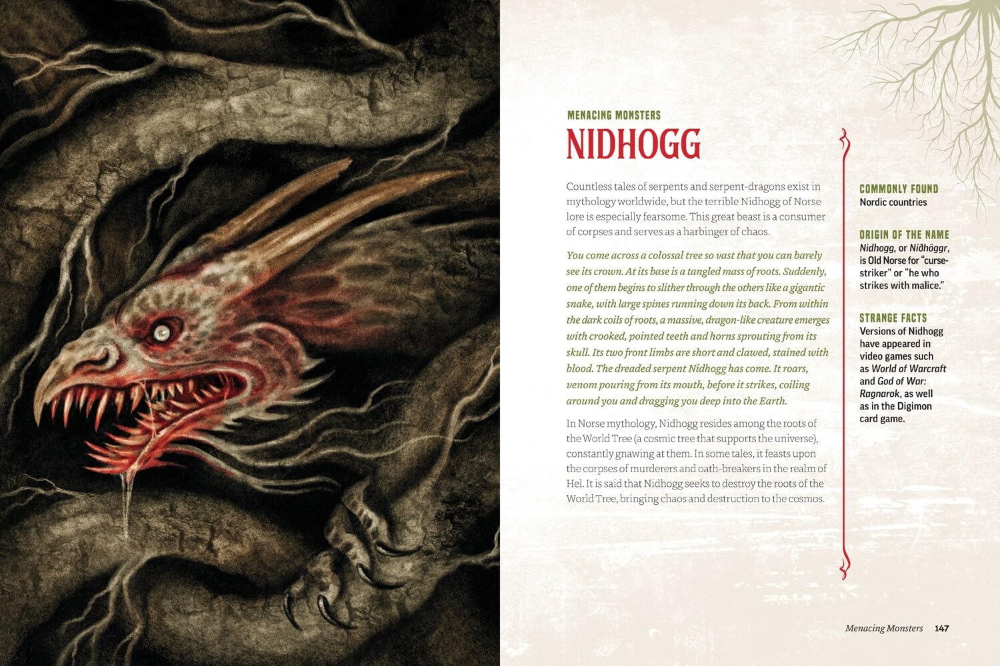 MENACING MONSTERS
NIDHOGG
Countless tales of serpents and serpent-dragons exist in
mythology worldwide, but the terrible Nidhogg of Norse
lore is especially fearsome. This great beast is a consumer
of corpses and serves as a harbinger of chaos.
You come across a colossal tree so vast that you can barely
see its crown. At its base is a tangled mass of roots. Suddenly,
one of them begins to slither through the others like a gigantic
snake, with large spines running down its back. From within
the dark coils of roots, a massive, dragon-like creature emerges
with crooked, pointed teeth and horns sprouting from its
skull. Its two front limbs are short and clawed, stained with
blood. The dreaded serpent Nidhogg has come. It roars,
venom pouring from its mouth, before it strikes, coiling
around you and dragging you deep into the Earth.
In Norse mythology, Nidhogg resides among the roots of
the World Tree (a cosmic tree that supports the universe),
constantly gnawing at them. In some tales, it feasts upon
the corpses of murderers and oath-breakers in the realm of
Hel. It is said that Nidhogg seeks to destroy the roots of the
World Tree, bringing chaos and destruction to the cosmos.
COMMONLY FOUND
Nordic countries
ORIGIN OF THE NAME
Nidhogg, or Níðhöggr,
is Old Norse for “curse-
striker” or “he who
strikes with malice.”
STRANGE FACTS
Versions of Nidhogg
have appeared in
video games such
as World of Warcraft
and God of War:
Ragnarok, as well
as in the Digimon
card game.
Menacing Monsters 147